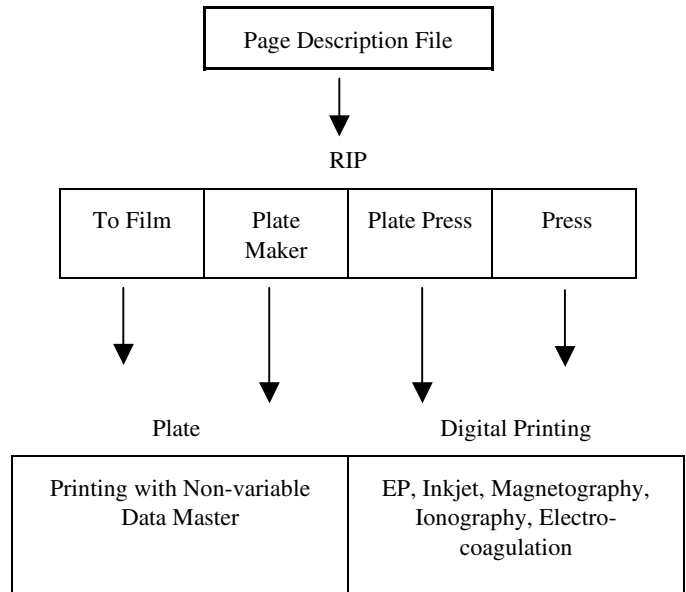 Page Description File
RIP
To Film
Plate
Maker
Plate Press
Press
Plate
Digital Printing
Printing with Non-variable
Data Master
EP, Inkjet, Magnetography,
Ionography, Electro-
coagulation